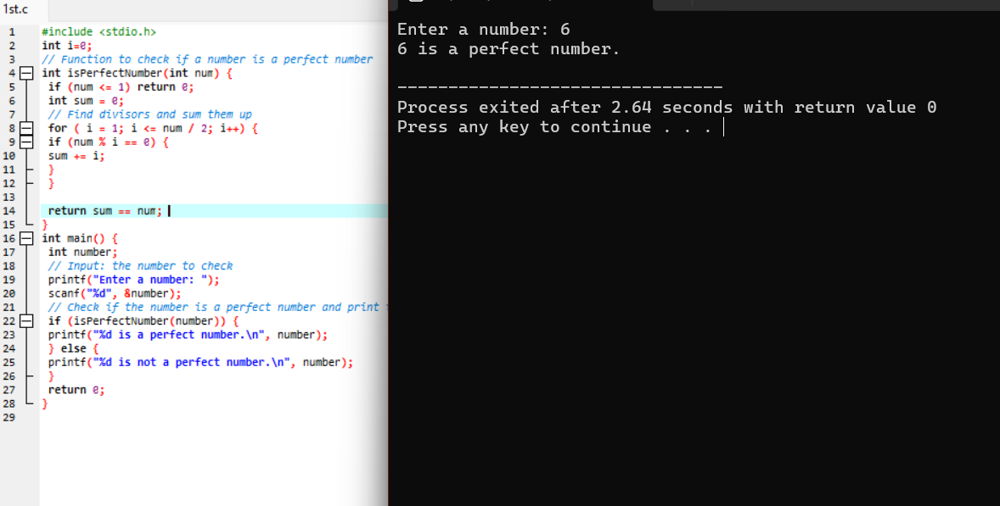 1st.c
1 #include <stdio.h>
2 int i=0;
3 // Function to check if a number is a perfect number
4 int isPerfectNumber(int num) {
5 if (num <= 1) return 0;
6 int sum = 0;
7 // Find divisors and sum them up
8 for ( i = 1; i <= num / 2; i++) {
9 if (num % i == 0) {
10 sum += i;
11 }
12 }
13
14 return sum == num;
15 }
16 int main() {
17 int number;
18 // Input: the number to check
19 printf("Enter a number: ");
20 scanf("%d", &number);
21 // Check if the number is a perfect number and print
22 if (isPerfectNumber(number)) {
23 printf("%d is a perfect number.\n", number);
24 } else {
25 printf("%d is not a perfect number.\n", number);
26 }
27 return 0;
28 }
29
Enter a number: 6
6 is a perfect number.
--------------------------------
Process exited after 2.64 seconds with return value 0
Press any key to continue . . .